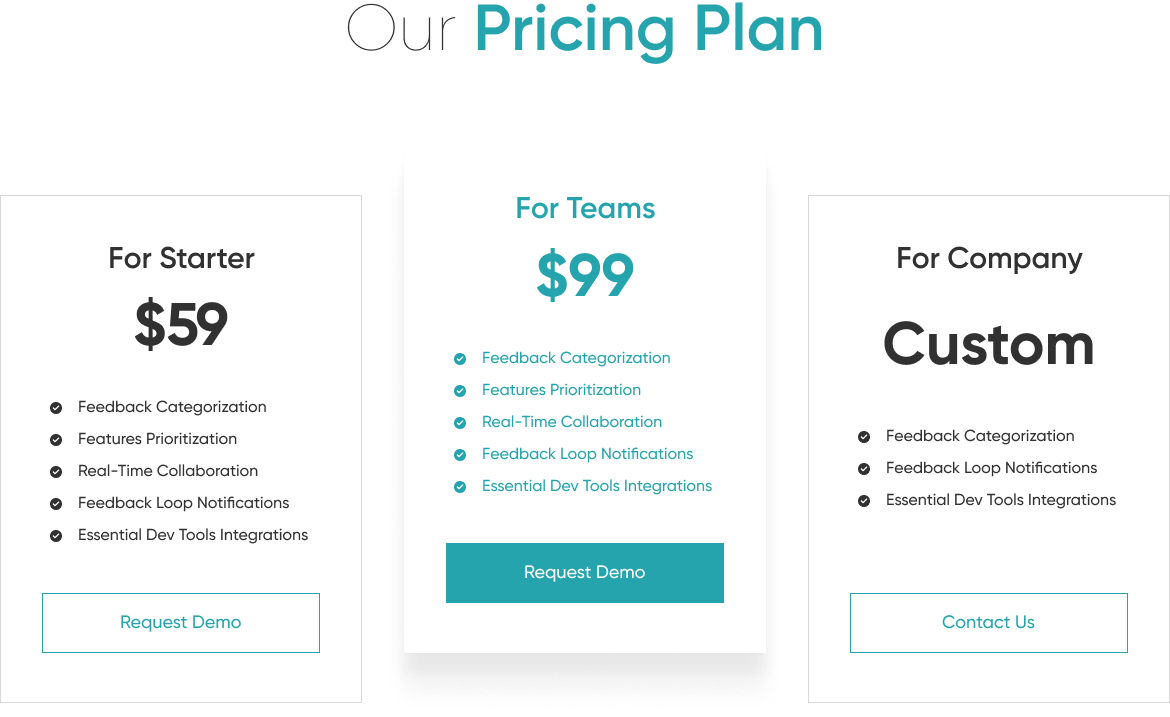 Our Pricing Plan
For Starter
$59
Feedback Categorization
Features Prioritization
Real-Time Collaboration
Feedback Loop Notifications
Essential Dev Tools Integrations
Request Demo
For Teams
$99
Feedback Categorization
Features Prioritization
Real-Time Collaboration
Feedback Loop Notifications
Essential Dev Tools Integrations
Request Demo
For Company
Custom
Feedback Categorization
Feedback Loop Notifications
Essential Dev Tools Integrations
Contact Us